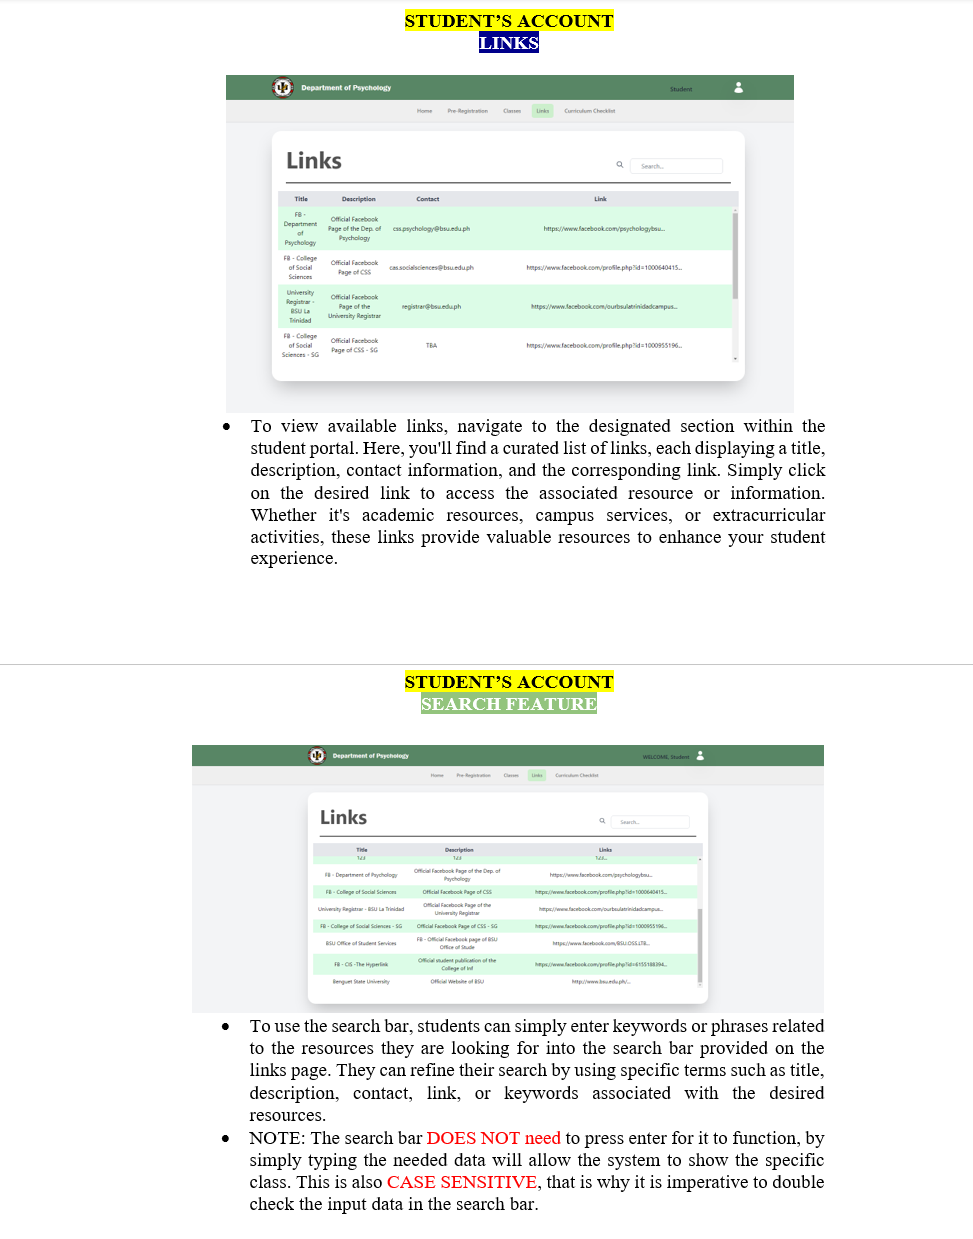 STUDENT'S ACCOUNT
LINKS
Department of Psychology
Student
Home Pre-Registration Classes Links Curriculum Checklist
Links
Search...
Title Description Contact Link
FB - Department of Psychology Official Facebook Page of the Dep. of Psychology css.psychology@bsu.edu.ph https://www.facebook.com/psychologybsu...
FB - College of Social Sciences Official Facebook Page of CSS cas.socialsciences@bsu.edu.ph https://www.facebook.com/profile.php?id=1000640415...
University Registrar - BSU La Trinidad Official Facebook Page of the University Registrar registrar@bsu.edu.ph https://www.facebook.com/ourbsulatrinidadcampus...
FB - College of Social Sciences - SG Official Facebook Page of CSS - SG TBA https://www.facebook.com/profile.php?id=1000955196...
• To view available links, navigate to the designated section within the
student portal. Here, you'll find a curated list of links, each displaying a title,
description, contact information, and the corresponding link. Simply click
on the desired link to access the associated resource or information.
Whether it's academic resources, campus services, or extracurricular
activities, these links provide valuable resources to enhance your student
experience.
STUDENT'S ACCOUNT
SEARCH FEATURE
Department of Psychology
WELCOME, Student
Home Pre-Registration Classes Links Curriculum Checklist
Links
Search...
Title Description Links
FB - Department of Psychology Official Facebook Page of the Dep. of Psychology https://www.facebook.com/psychologybsu...
FB - College of Social Sciences Official Facebook Page of CSS https://www.facebook.com/profile.php?id=1000640415...
University Registrar - BSU La Trinidad Official Facebook Page of the University Registrar https://www.facebook.com/ourbsulatrinidadcampus...
FB - College of Social Sciences - SG Official Facebook Page of CSS - SG https://www.facebook.com/profile.php?id=1000955196...
BSU Office of Student Services FB - Official Facebook page of BSU Office of Stude https://www.facebook.com/BSU.OSS.LTB...
FB - CIS -The Hyperlink Official student publication of the College of Inf https://www.facebook.com/profile.php?id=6155188394...
Benguet State University Official Website of BSU http://www.bsu.edu.ph/...
• To use the search bar, students can simply enter keywords or phrases related
to the resources they are looking for into the search bar provided on the
links page. They can refine their search by using specific terms such as title,
description, contact, link, or keywords associated with the desired
resources.
• NOTE: The search bar DOES NOT need to press enter for it to function, by
simply typing the needed data will allow the system to show the specific
class. This is also CASE SENSITIVE, that is why it is imperative to double
check the input data in the search bar.